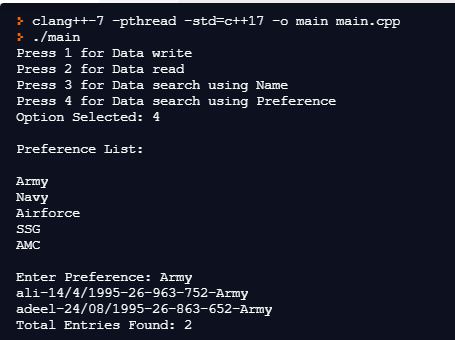 clang++-7 -pthread -std=c++17 -o main main.cpp
./main
Press 1 for Data write
Press 2 for Data read
Press 3 for Data search using Name
Press 4 for Data search using Preference
Option Selected: 4
Preference List:
Army
Navy
Airforce
SSG
AMC
Enter Preference: Army
ali-14/4/1995-26-963-752-Army
adeel-24/08/1995-26-863-652-Army
Total Entries Found: 2